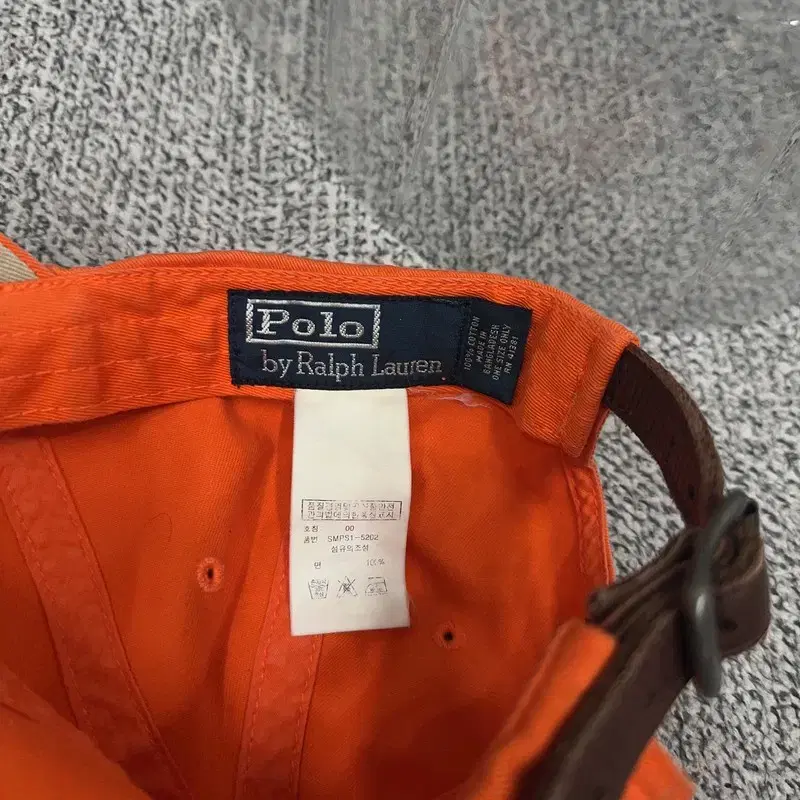 Polo
by Ralph Lauren
100% COTTON
MADE IN
BANGLADESH
ONE SIZE ONLY
RN 41381
호칭 00
품번 SMPS1-5202
섬유의조성
면 100%